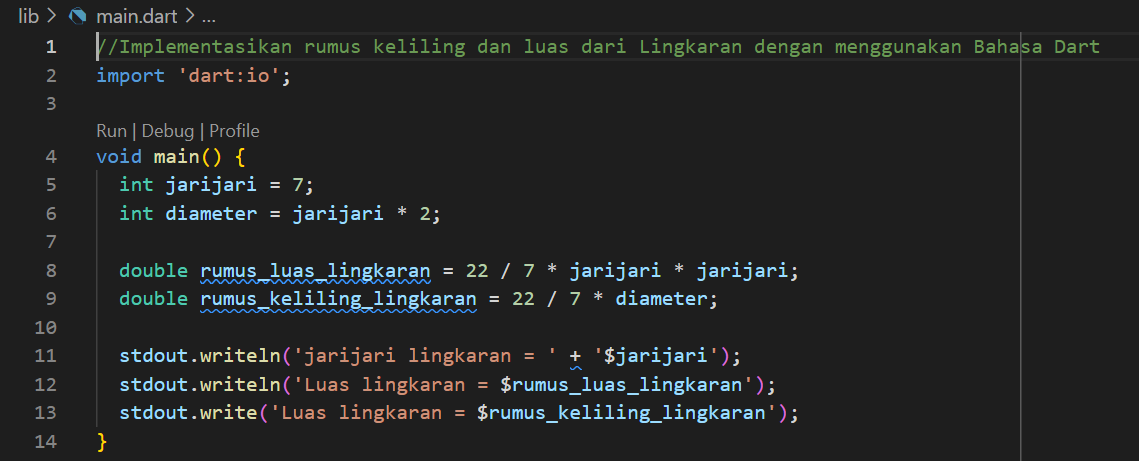 lib > main.dart > ...
1 //Implementasikan rumus keliling dan luas dari Lingkaran dengan menggunakan Bahasa Dart
2 import 'dart:io';
3
Run | Debug | Profile
4 void main() {
5   int jarijari = 7;
6   int diameter = jarijari * 2;
7
8   double rumus_luas_lingkaran = 22 / 7 * jarijari * jarijari;
9   double rumus_keliling_lingkaran = 22 / 7 * diameter;
10
11   stdout.writeln('jarijari lingkaran = ' + '$jarijari');
12   stdout.writeln('Luas lingkaran = $rumus_luas_lingkaran');
13   stdout.write('Luas lingkaran = $rumus_keliling_lingkaran');
14 }